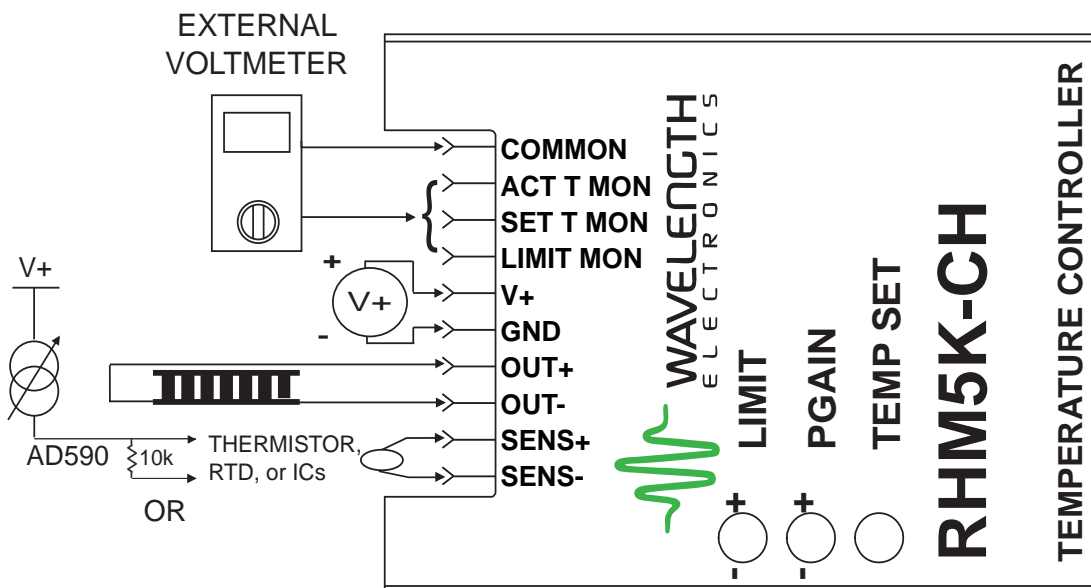 EXTERNAL
VOLTMETER
COMMON
ACT T MON
SET T MON
LIMIT MON
V+
GND
OUT+
OUT-
SENS+
SENS-
+
V+
-
V+
AD590
10k
OR
THERMISTOR,
RTD, or ICs
WAVELENGTH
ELECTRONICS
LIMIT
+
-
PGAIN
+
-
TEMP SET
RHM5K-CH
TEMPERATURE CONTROLLER